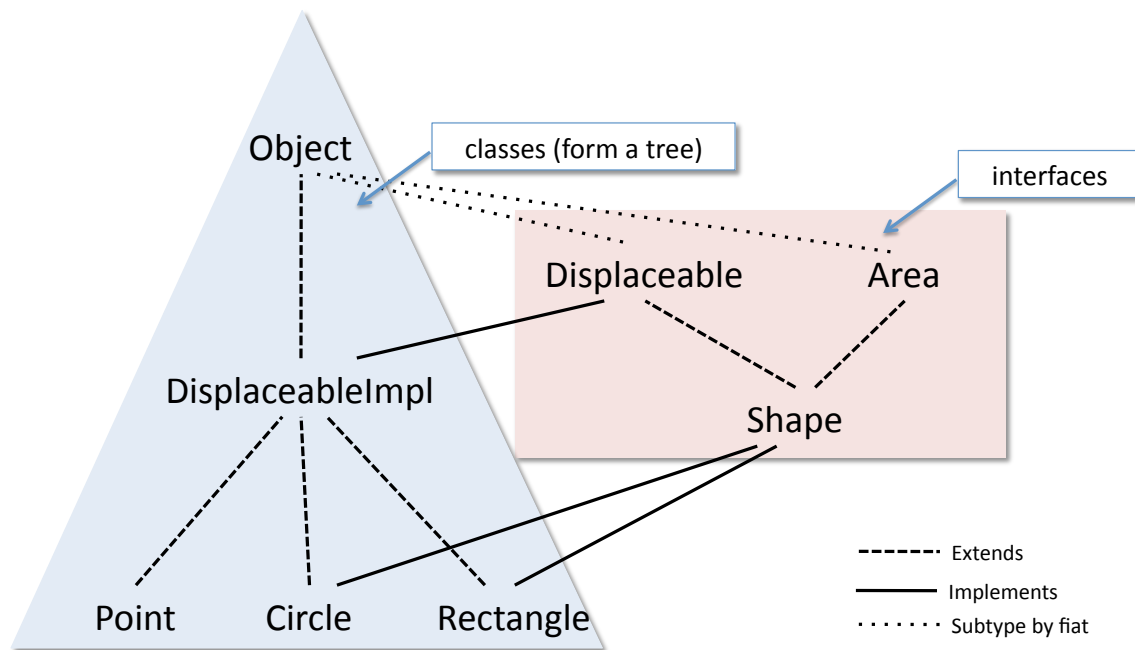 Object
classes (form a tree)
interfaces
Displaceable
Area
DisplaceableImpl
Shape
Extends
Implements
Subtype by fiat
Point
Circle
Rectangle